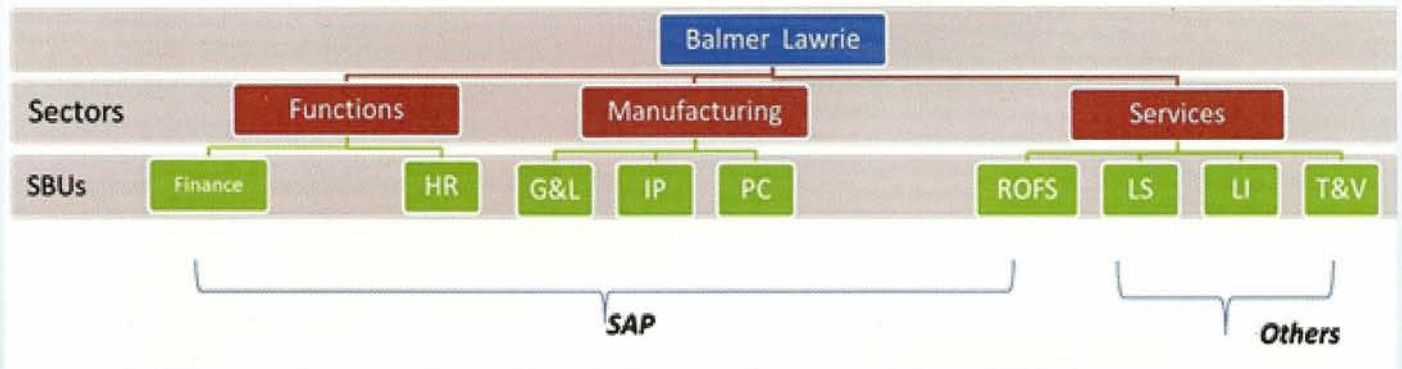 Balmer Lawrie
Sectors Functions Manufacturing Services
SBUs Finance HR G&L IP PC ROFS LS LI T&V
SAP
Others